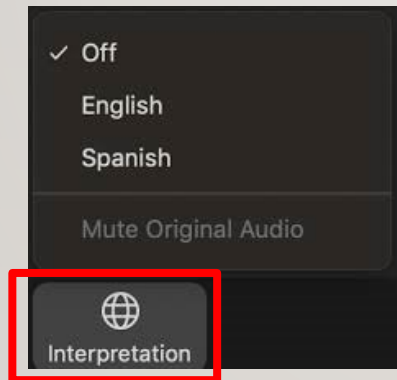 Off
English
Spanish
Mute Original Audio
Interpretation